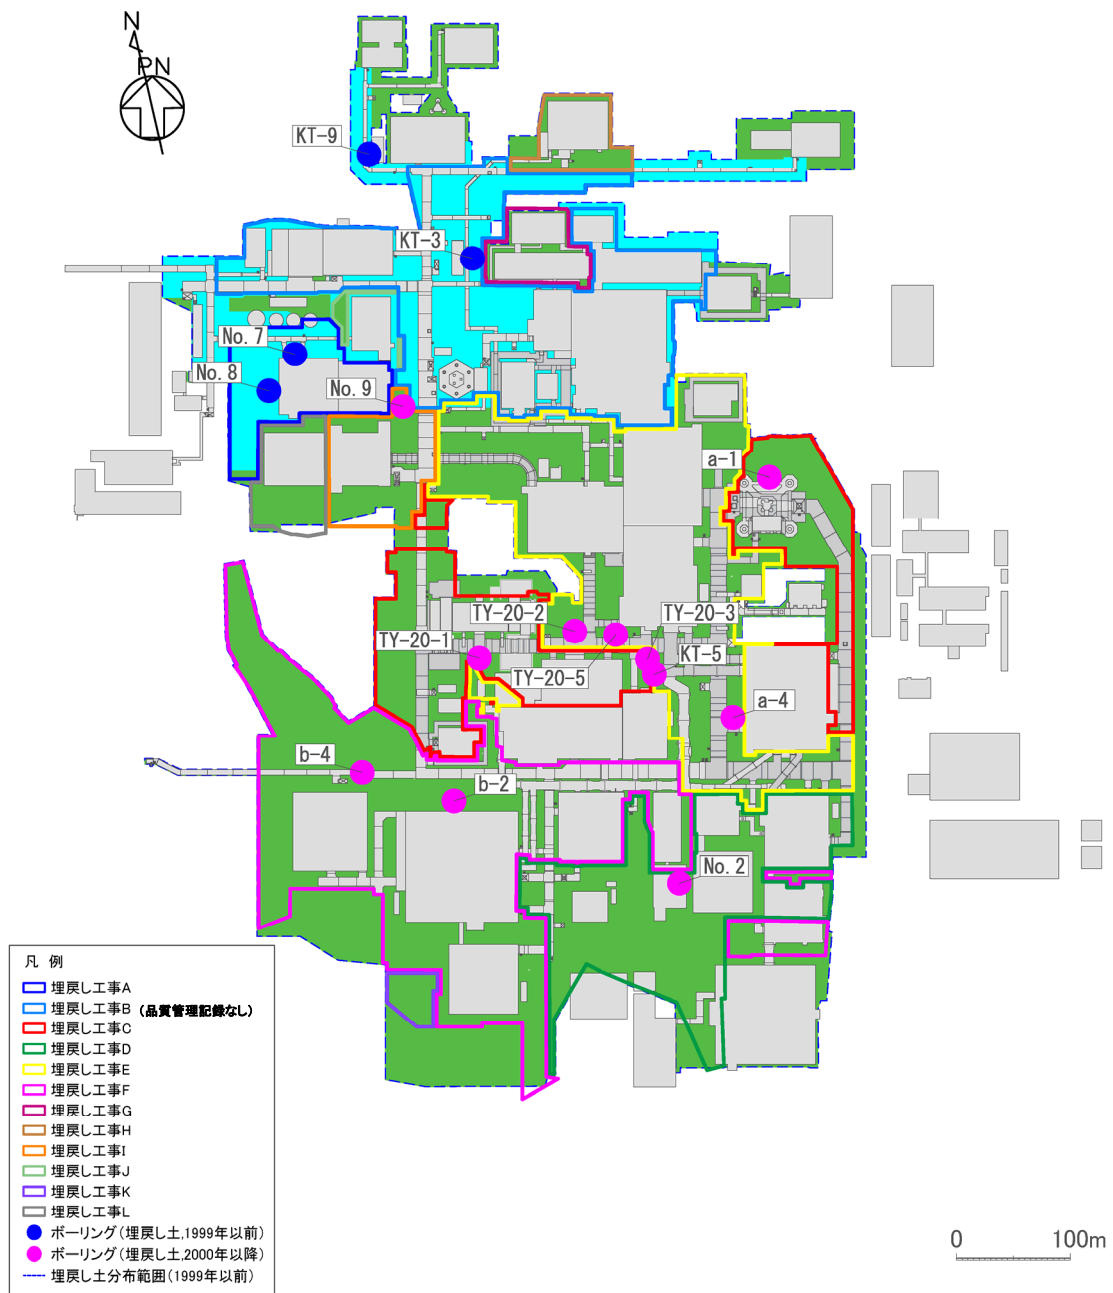 N
PN
KT-9
KT-3
No. 7
No. 8
No. 9
a-1
TY-20-2
TY-20-3
TY-20-1
KT-5
TY-20-5
a-4
b-4
b-2
No. 2
凡 例
埋戻し工事A
埋戻し工事B (品質管理記録なし)
埋戻し工事C
埋戻し工事D
埋戻し工事E
埋戻し工事F
埋戻し工事G
埋戻し工事H
埋戻し工事I
埋戻し工事J
埋戻し工事K
埋戻し工事L
ボーリング(埋戻し土,1999年以前)
ボーリング(埋戻し土,2000年以降)
埋戻し土分布範囲(1999年以前)
0 100m